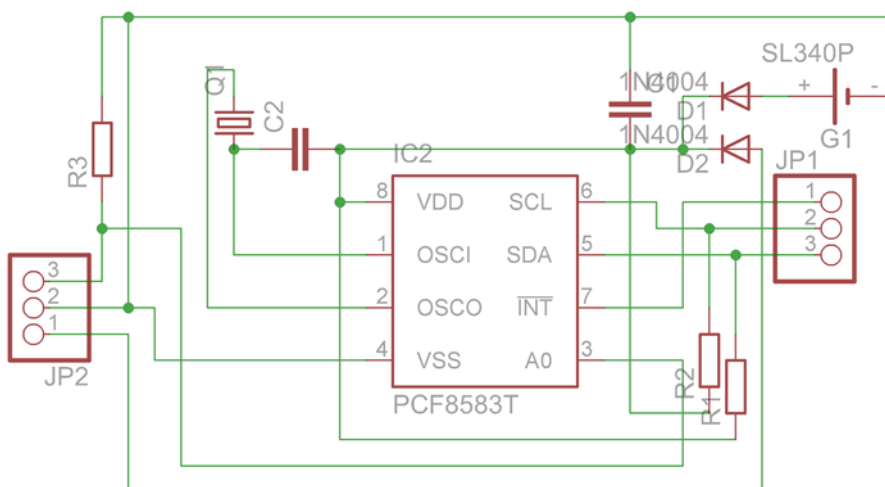 SL340P
1N4004
C1
D1
+
-
G1
1N4004
D2
Q1
C2
R3
IC2
JP1
8 VDD SCL 6
1 OSCI SDA 5
2 OSCO INT 7
4 VSS A0 3
PCF8583T
1
2
3
3
2
1
JP2
R2
R1